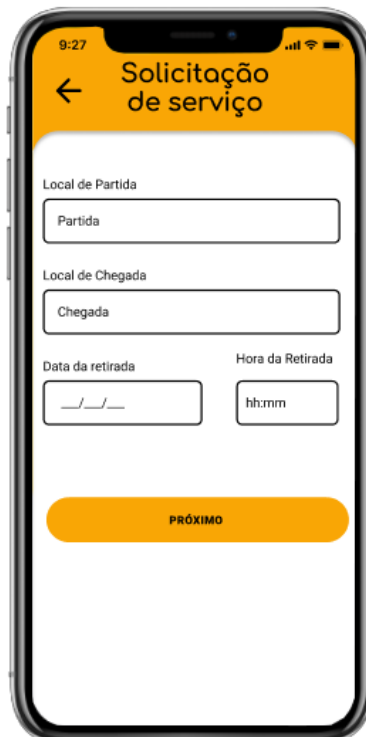 9:27
Solicitação
de serviço
Local de Partida
Partida
Local de Chegada
Chegada
Data da retirada
Hora da Retirada
__/__/__
hh:mm
PRÓXIMO